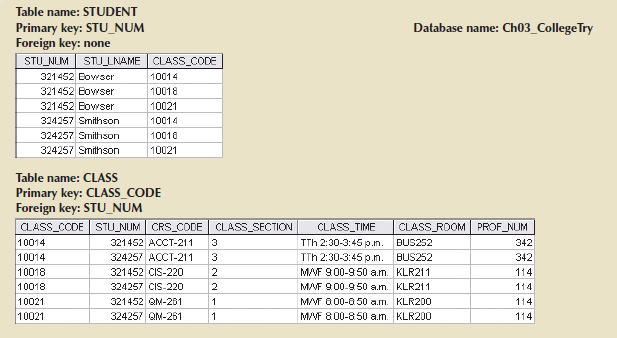 Table name: STUDENT
Primary key: STU_NUM Database name: Ch03_CollegeTry
Foreign key: none
STU_NUM STU_LNAME CLASS_CODE
321452 Bowser 10014
321452 Bowser 10018
321452 Bowser 10021
324257 Smithson 10014
324257 Smithson 10018
324257 Smithson 10021
Table name: CLASS
Primary key: CLASS_CODE
Foreign key: STU_NUM
CLASS_CODE STU_NUM CRS_CODE CLASS_SECTION CLASS_TIME CLASS_ROOM PROF_NUM
10014 321452 ACCT-211 3 TTh 2:30-3:45 p.m. BUS252 342
10014 324257 ACCT-211 3 TTh 2:30-3:45 p.m. BUS252 342
10018 321452 CIS-220 2 MWF 9:00-9:50 a.m. KLR211 114
10018 324257 CIS-220 2 MWF 9:00-9:50 a.m. KLR211 114
10021 321452 QM-261 1 MWF 8:00-8:50 a.m. KLR200 114
10021 324257 QM-261 1 MWF 8:00-8:50 a.m. KLR200 114